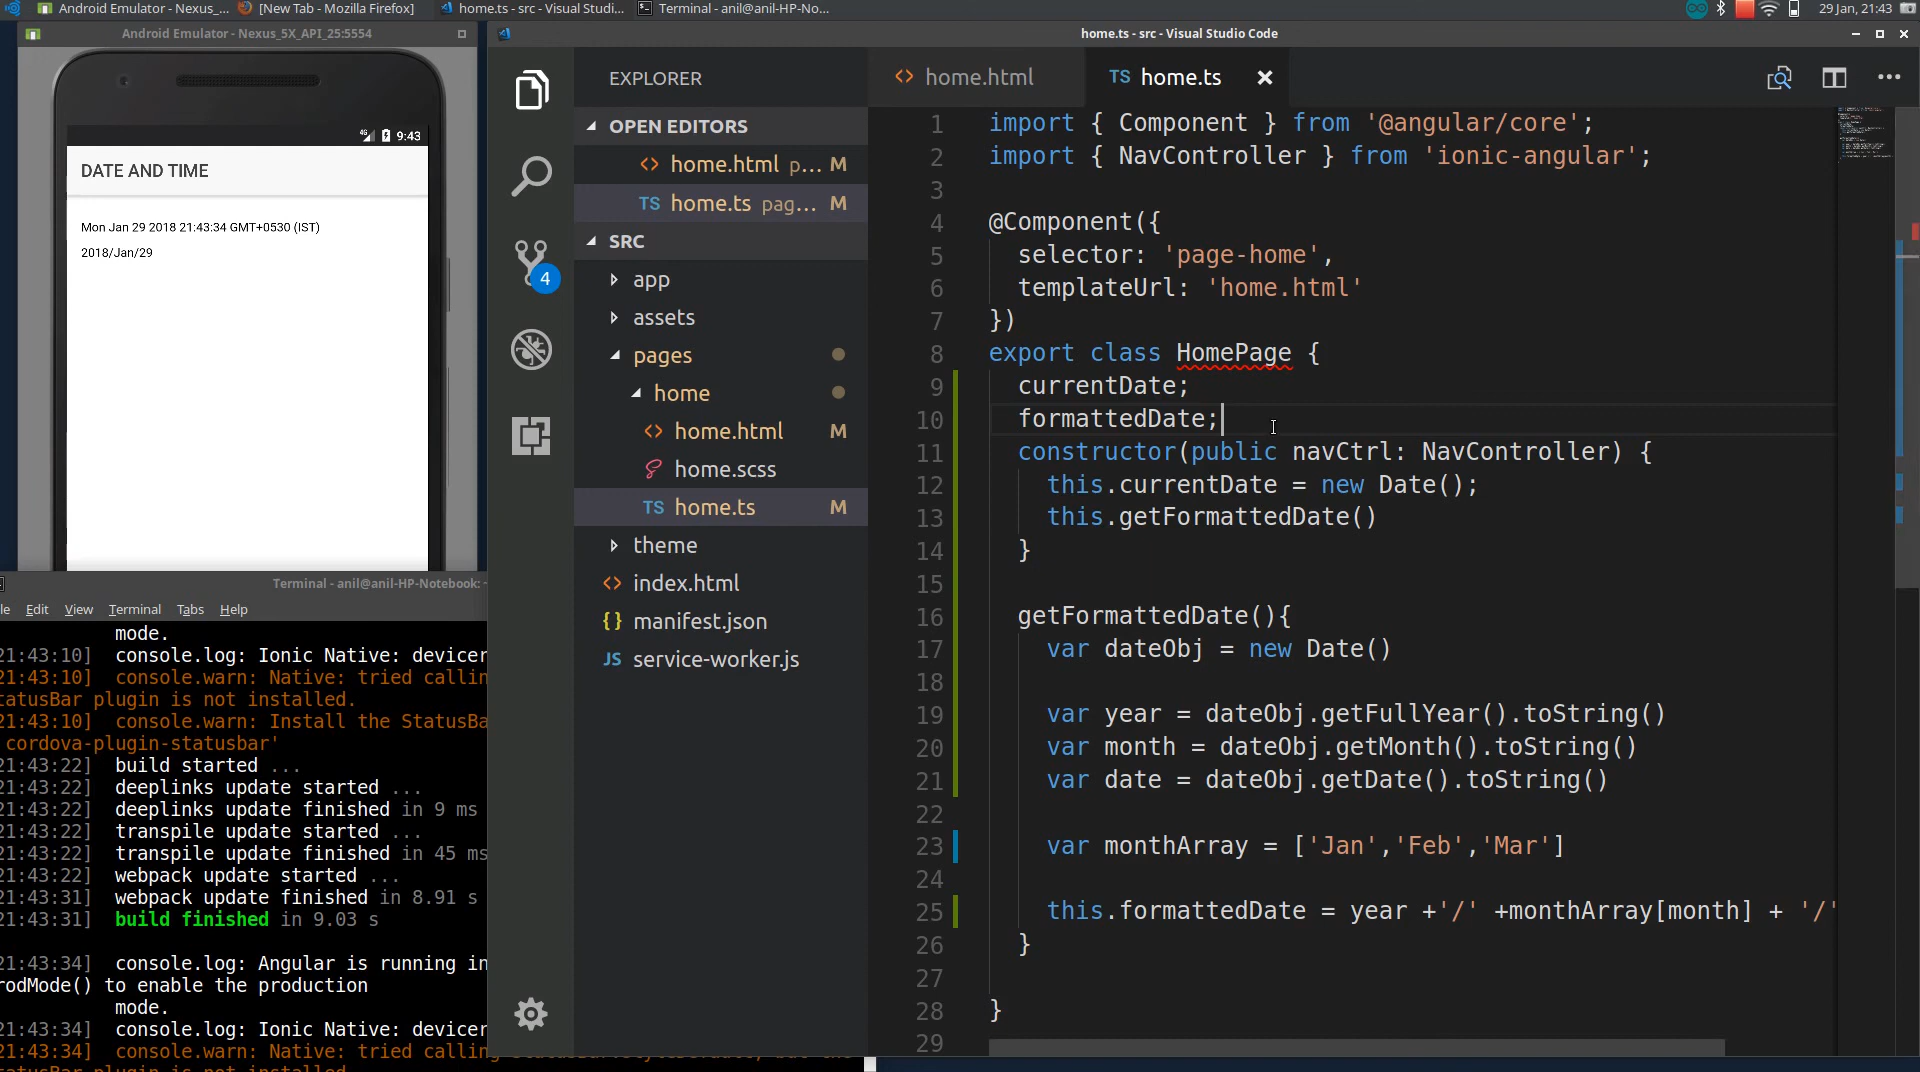 Android Emulator - Nexus_...
[New Tab - Mozilla Firefox]
home.ts - src - Visual Studi...
Terminal - anil@anil-HP-No...
29 Jan, 21:43
Android Emulator - Nexus_5X_API_25:5554
9:43
DATE AND TIME
Mon Jan 29 2018 21:43:34 GMT+0530 (IST)
2018/Jan/29
Terminal - anil@anil-HP-Notebook: ~
le Edit View Terminal Tabs Help
mode.
21:43:10] console.log: Ionic Native: devicer
21:43:10] console.warn: Native: tried calling
tatusBar plugin is not installed.
21:43:10] console.warn: Install the StatusBa
cordova-plugin-statusbar'
21:43:22] build started ...
21:43:22] deeplinks update started ...
21:43:22] deeplinks update finished in 9 ms
21:43:22] transpile update started ...
21:43:22] transpile update finished in 45 ms
21:43:22] webpack update started ...
21:43:31] webpack update finished in 8.91 s
21:43:31] build finished in 9.03 s
21:43:34] console.log: Angular is running in
rodMode() to enable the production
mode.
21:43:34] console.log: Ionic Native: devicer
21:43:34] console.warn: Native: tried calling
home.ts - src - Visual Studio Code
EXPLORER
OPEN EDITORS
<> home.html p... M
TS home.ts pag... M
SRC
4
app
assets
pages
home
<> home.html M
home.scss
TS home.ts M
theme
<> index.html
{} manifest.json
JS service-worker.js
<> home.html
TS home.ts
1 import { Component } from '@angular/core';
2 import { NavController } from 'ionic-angular';
3
4 @Component({
5 selector: 'page-home',
6 templateUrl: 'home.html'
7 })
8 export class HomePage {
9 currentDate;
10 formattedDate;
11 constructor(public navCtrl: NavController) {
12 this.currentDate = new Date();
13 this.getFormattedDate()
14 }
15
16 getFormattedDate(){
17 var dateObj = new Date()
18
19 var year = dateObj.getFullYear().toString()
20 var month = dateObj.getMonth().toString()
21 var date = dateObj.getDate().toString()
22
23 var monthArray = ['Jan','Feb','Mar']
24
25 this.formattedDate = year +'/' +monthArray[month] + '/'
26 }
27
28 }
29